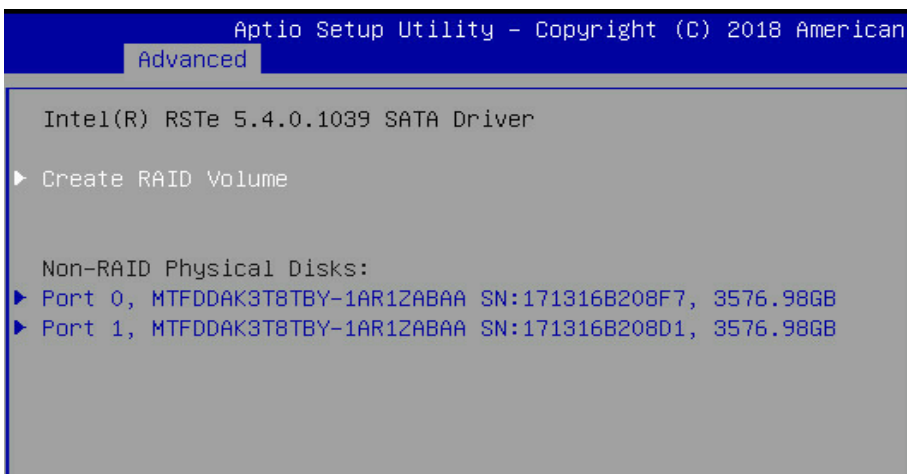 Aptio Setup Utility – Copyright (C) 2018 American
Advanced
Intel(R) RSTe 5.4.0.1039 SATA Driver
Create RAID Volume
Non-RAID Physical Disks:
Port 0, MTFDDAK3T8TBY-1AR1ZABAA SN:171316B208F7, 3576.98GB
Port 1, MTFDDAK3T8TBY-1AR1ZABAA SN:171316B208D1, 3576.98GB